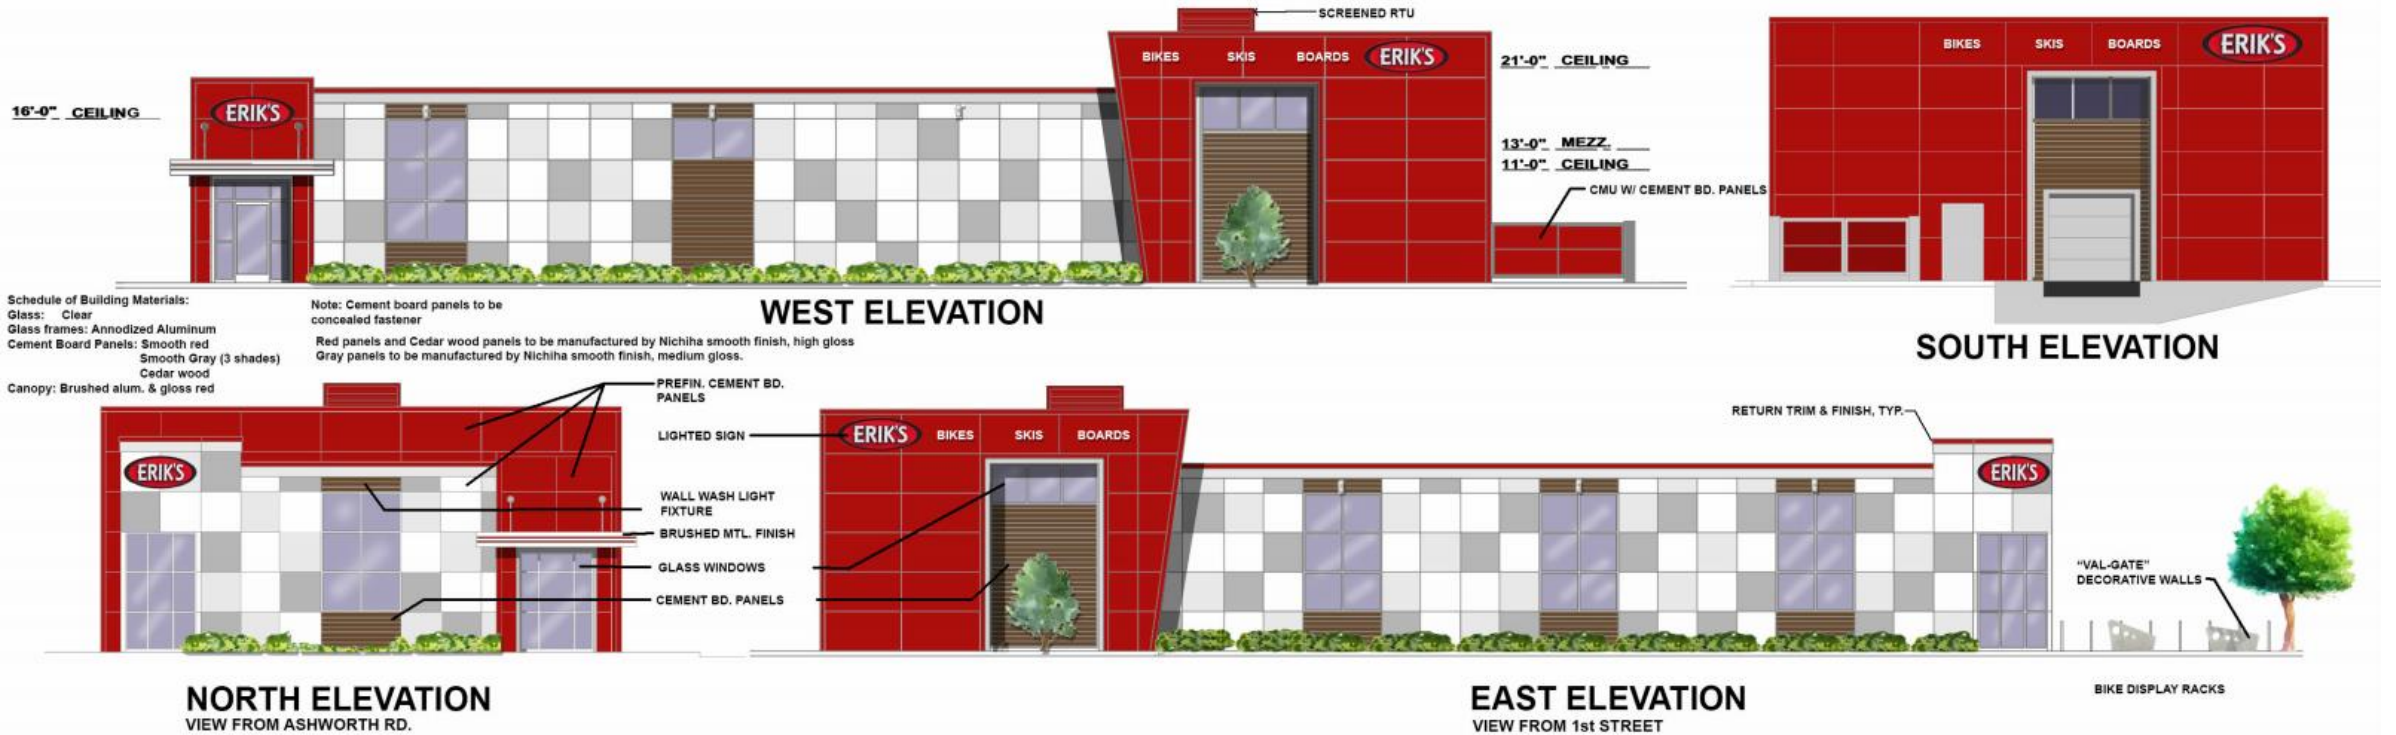 SCREENED RTU
BIKES SKIS BOARDS ERIK'S
21'-0" CEILING
16'-0" CEILING
ERIK'S
13'-0" MEZZ.
11'-0" CEILING
CMU W/ CEMENT BD. PANELS
WEST ELEVATION
BIKES SKIS BOARDS ERIK'S
SOUTH ELEVATION
Schedule of Building Materials:
Glass: Clear
Glass frames: Annodized Aluminum
Cement Board Panels: Smooth red
Smooth Gray (3 shades)
Cedar wood
Canopy: Brushed alum. & gloss red
Note: Cement board panels to be
concealed fastener
Red panels and Cedar wood panels to be manufactured by Nichiha smooth finish, high gloss
Gray panels to be manufactured by Nichiha smooth finish, medium gloss.
ERIK'S
PREFIN. CEMENT BD.
PANELS
LIGHTED SIGN
WALL WASH LIGHT
FIXTURE
BRUSHED MTL. FINISH
GLASS WINDOWS
CEMENT BD. PANELS
NORTH ELEVATION
VIEW FROM ASHWORTH RD.
ERIK'S BIKES SKIS BOARDS
RETURN TRIM & FINISH, TYP.
ERIK'S
"VAL-GATE"
DECORATIVE WALLS
BIKE DISPLAY RACKS
EAST ELEVATION
VIEW FROM 1st STREET